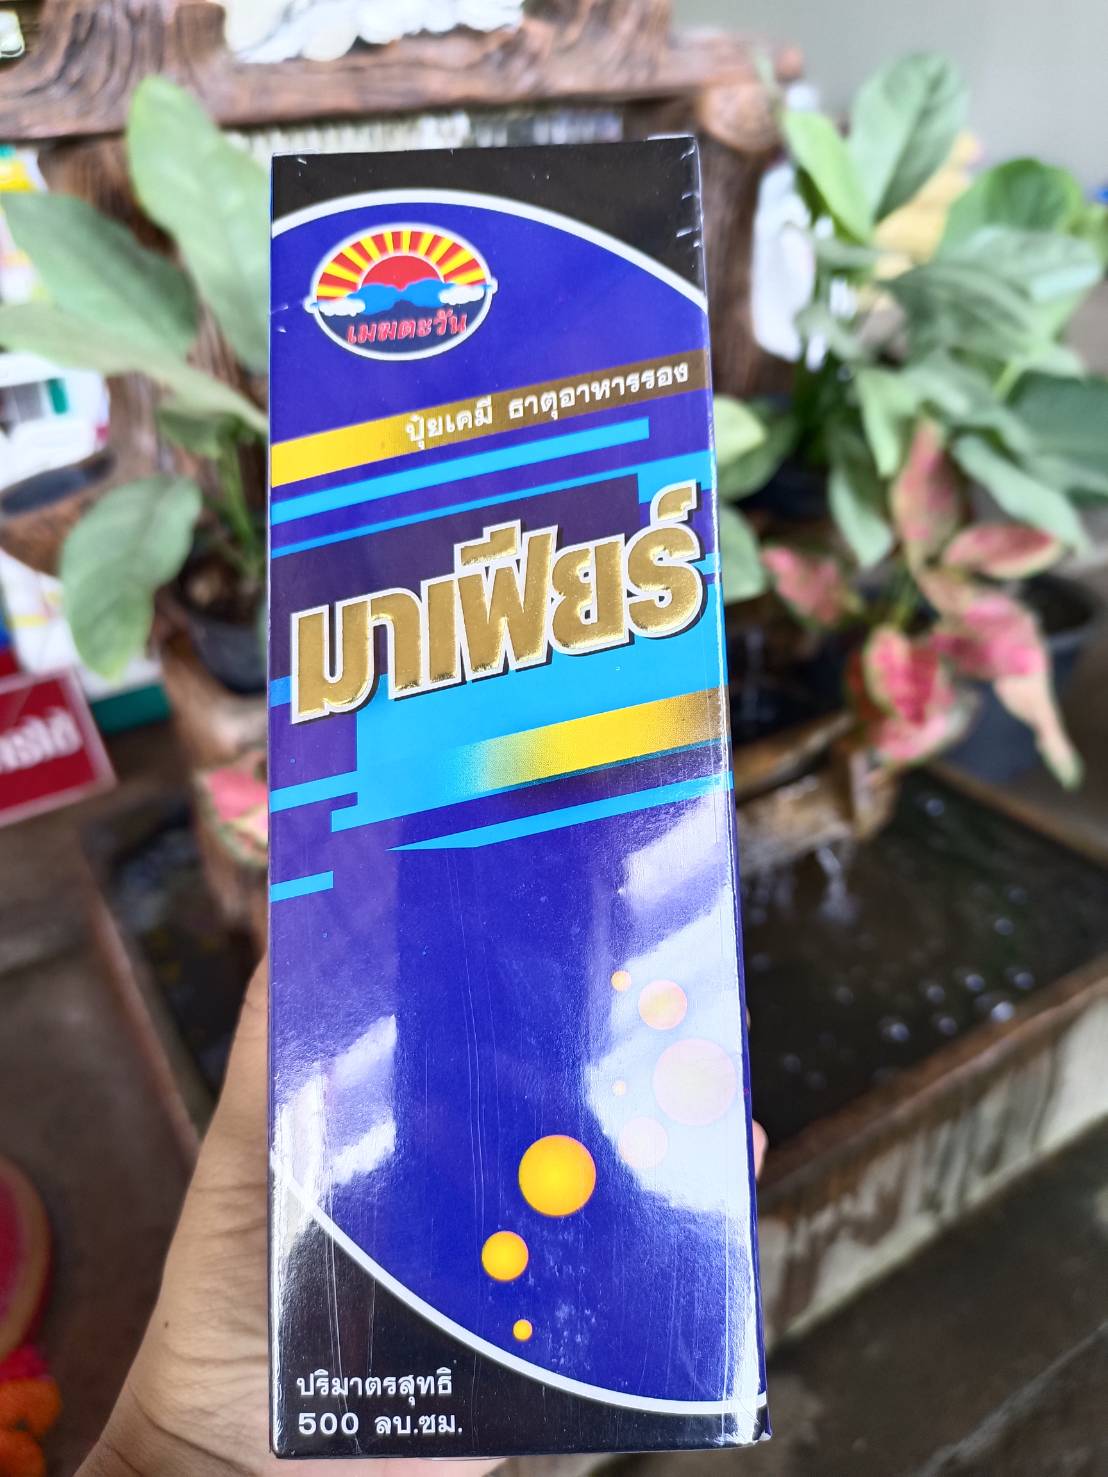 เมฆตะวัน
ปุ๋ยเคมี ธาตุอาหารรอง
มาเฟียร์
ปริมาตรสุทธิ
500 ลบ.ซม.